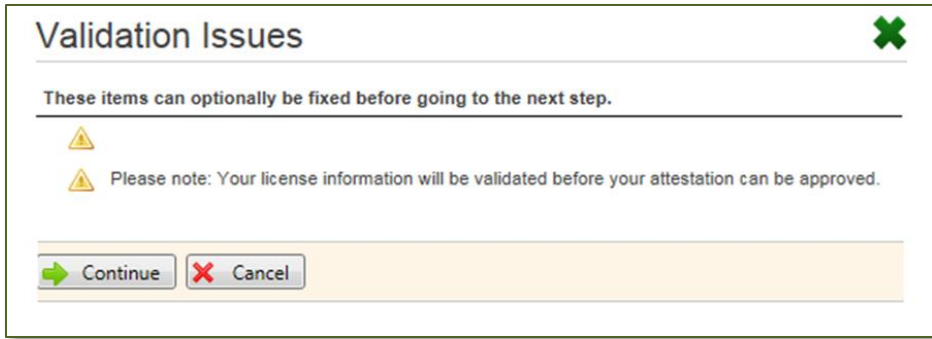 Validation Issues
These items can optionally be fixed before going to the next step.
Please note: Your license information will be validated before your attestation can be approved.
Continue
Cancel